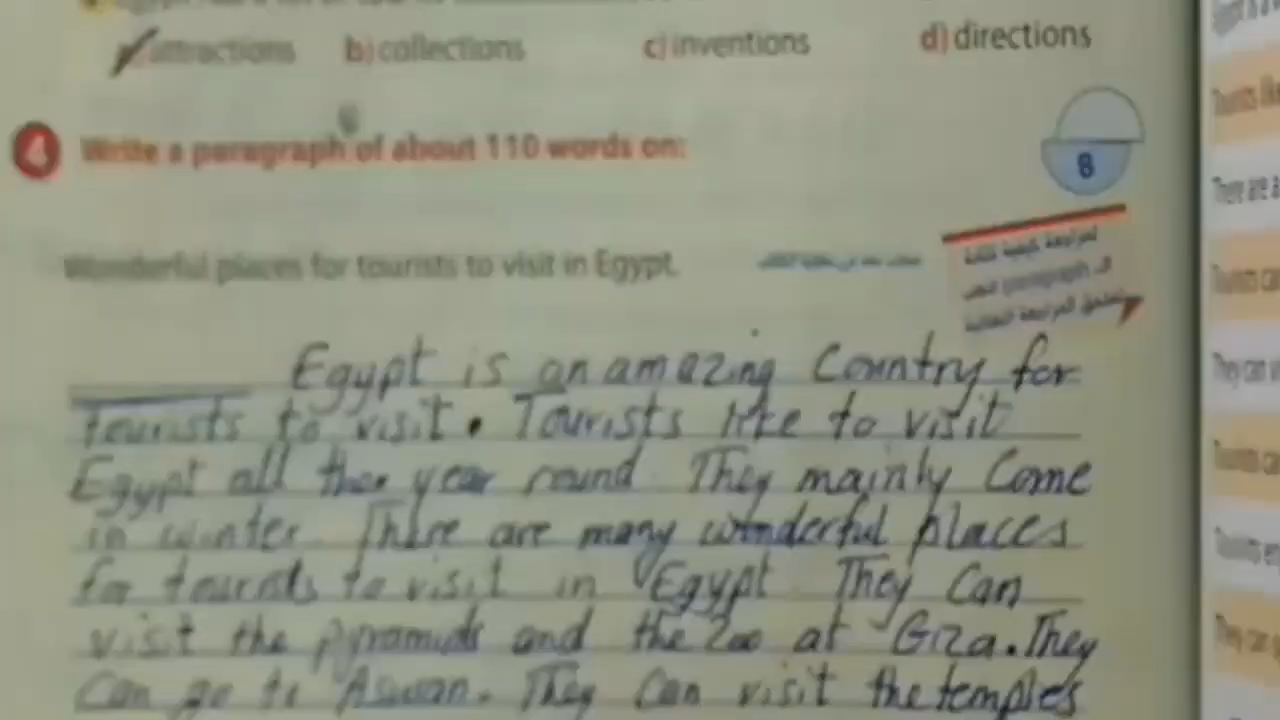 attractions b) collections c) inventions d) directions
4 Write a paragraph of about 110 words on:
8
Wonderful places for tourists to visit in Egypt.
Egypt is an amazing Country for
tourists to visit. Tourists like to visit
Egypt all the year round. They mainly Come
in winter. There are many wonderful places
for tourists to visit in Egypt They Can
visit the pyramids and the Zoo at Giza. They
Can go to Aswan. They Can visit the temples